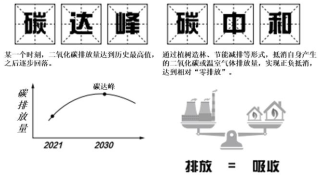 碳达峰
某一个时刻，二氧化碳排放量达到历史最高值，
之后逐步回落。
碳排放量
碳达峰
2021
2030
碳中和
通过植树造林、节能减排等形式，抵消自身产生
的二氧化碳或温室气体排放量，实现正负抵消，
达到相对“零排放”。
排放 = 吸收